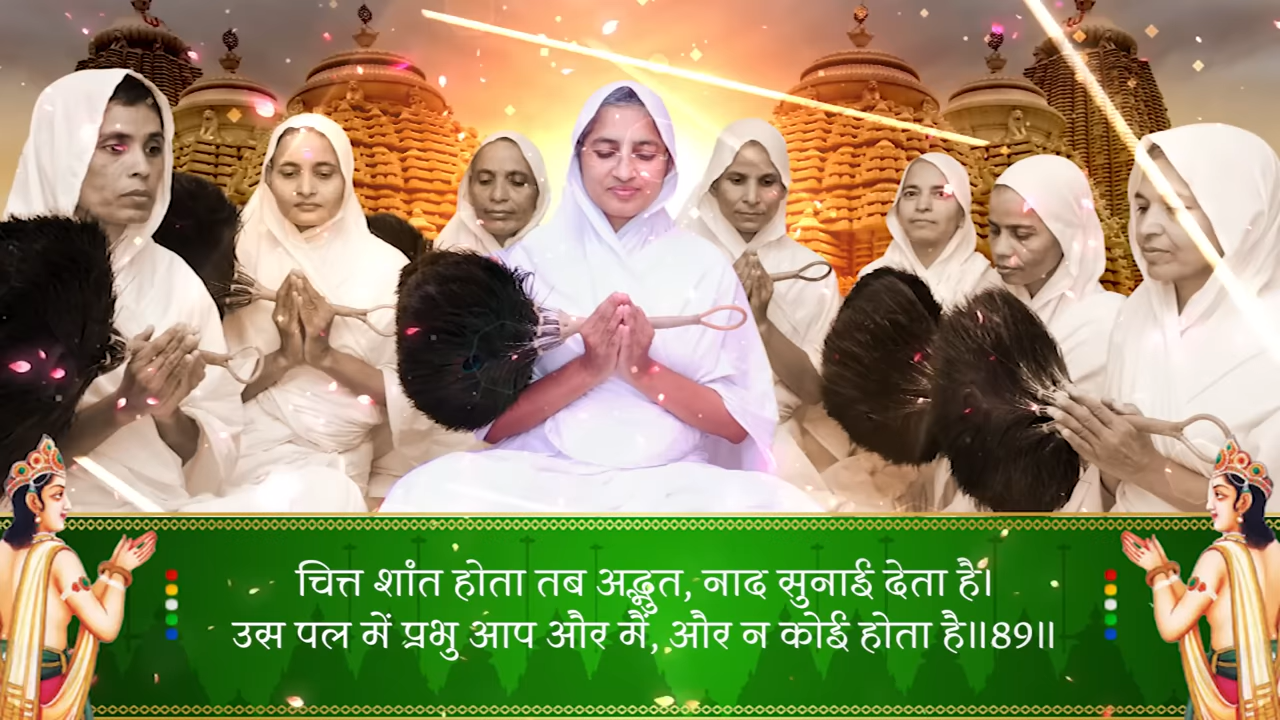 चित्त शांत होता तब अद्भुत, नाद सुनाई देता है।
उस पल में प्रभु आप और मैं, और न कोई होता है॥89॥